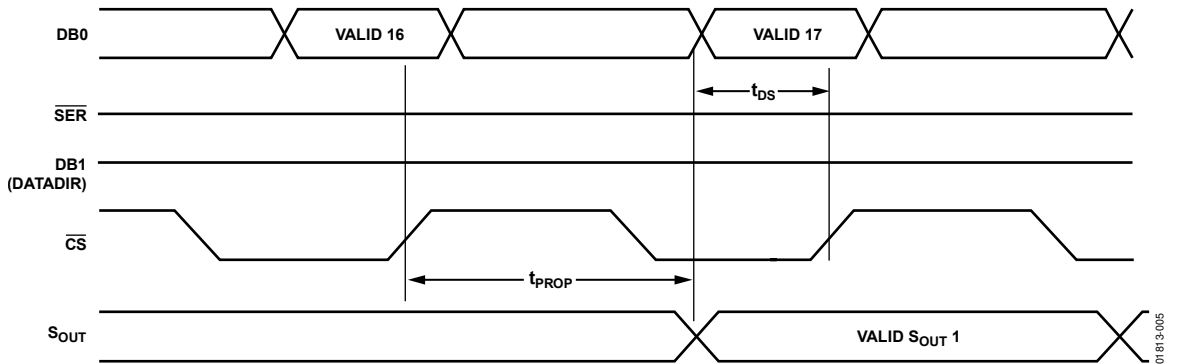 DB0
VALID 16
VALID 17
tDS
SER
DB1
(DATADIR)
CS
tPROP
SOUT
VALID SOUT 1
01813-005